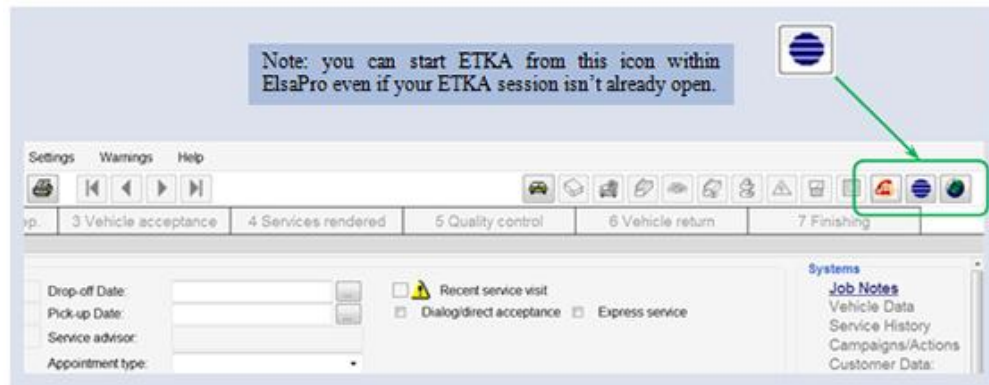 Note: you can start ETKA from this icon within
ElsaPro even if your ETKA session isn't already open.
Settings Warnings Help
p. 3 Vehicle acceptance 4 Services rendered 5 Quality control 6 Vehicle return 7 Finishing
Systems
Drop-off Date: ... Recent service visit Job Notes
Pick-up Date: ... Dialog/direct acceptance Express service Vehicle Data
Service advisor: Service History
Campaigns/Actions
Appointment type: Customer Data: